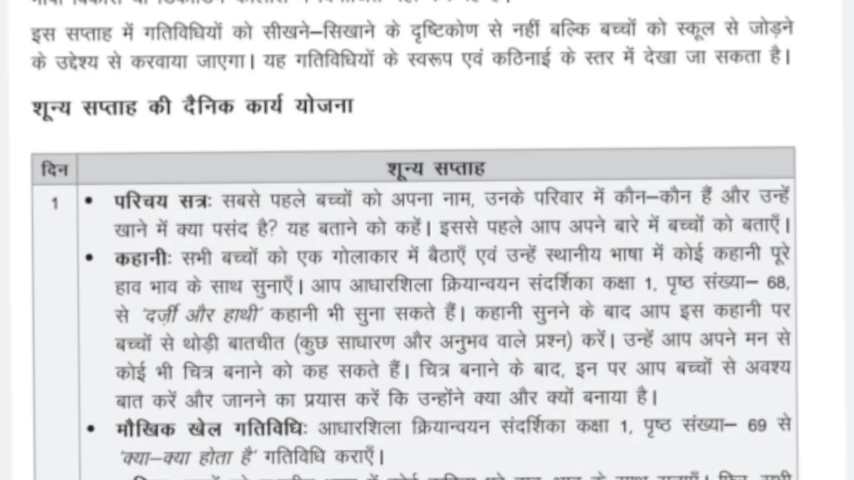 इस सप्ताह में गतिविधियों को सीखने–सिखाने के दृष्टिकोण से नहीं बल्कि बच्चों को स्कूल से जोड़ने
के उद्देश्य से करवाया जाएगा। यह गतिविधियों के स्वरूप एवं कठिनाई के स्तर में देखा जा सकता है।
शून्य सप्ताह की दैनिक कार्य योजना
दिन शून्य सप्ताह
1 • परिचय सत्रः सबसे पहले बच्चों को अपना नाम, उनके परिवार में कौन–कौन हैं और उन्हें
खाने में क्या पसंद है? यह बताने को कहें। इससे पहले आप अपने बारे में बच्चों को बताएँ।
• कहानीः सभी बच्चों को एक गोलाकार में बैठाएँ एवं उन्हें स्थानीय भाषा में कोई कहानी पूरे
हाव भाव के साथ सुनाएँ। आप आधारशिला क्रियान्वयन संदर्शिका कक्षा 1, पृष्ठ संख्या– 68,
से 'दर्ज़ी और हाथी' कहानी भी सुना सकते हैं। कहानी सुनने के बाद आप इस कहानी पर
बच्चों से थोड़ी बातचीत (कुछ साधारण और अनुभव वाले प्रश्न) करें। उन्हें आप अपने मन से
कोई भी चित्र बनाने को कह सकते हैं। चित्र बनाने के बाद, इन पर आप बच्चों से अवश्य
बात करें और जानने का प्रयास करें कि उन्होंने क्या और क्यों बनाया है।
• मौखिक खेल गतिविधिः आधारशिला क्रियान्वयन संदर्शिका कक्षा 1, पृष्ठ संख्या– 69 से
'क्या–क्या होता है' गतिविधि कराएँ।